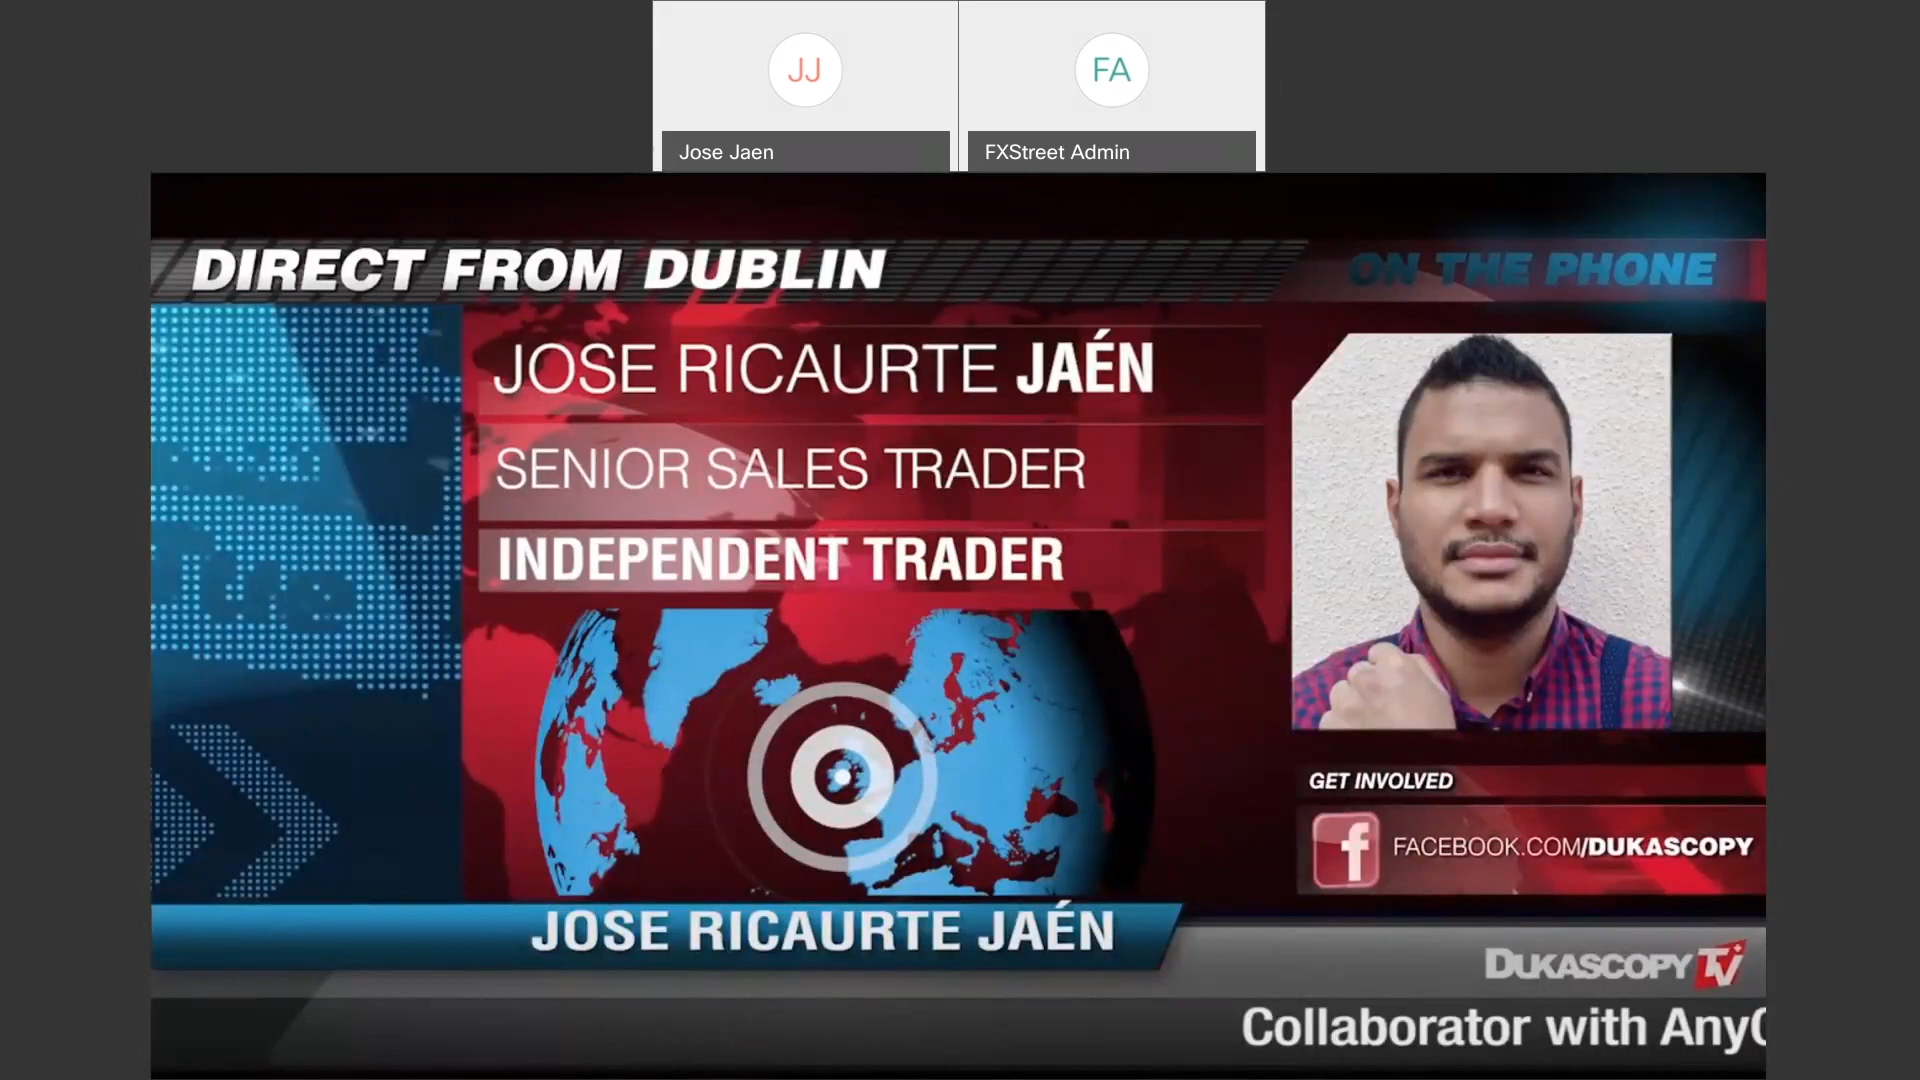 JJ
FA
Jose Jaen
FXStreet Admin
DIRECT FROM DUBLIN
ON THE PHONE
JOSE RICAURTE JAÉN
SENIOR SALES TRADER
INDEPENDENT TRADER
GET INVOLVED
f FACEBOOK.COM/DUKASCOPY
JOSE RICAURTE JAÉN
DUKASCOPY TV
Collaborator with Any